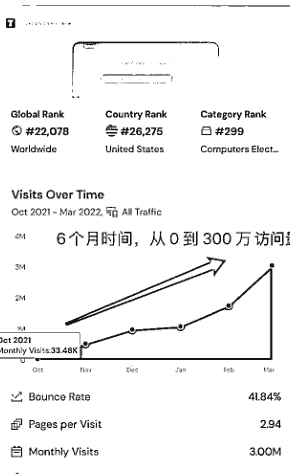 Global Rank Country Rank Category Rank
#22,078 #26,275 #299
Worldwide United States Computers Elect...
Visits Over Time
Oct 2021 - Mar 2022, All Traffic
4M
6个月时间，从 0 到 300 万访问量
3M
2M
Oct 2021
Monthly Visits:33.48K
0
Oct Nov Dec Jan Feb Mar
Bounce Rate 41.84%
Pages per Visit 2.94
Monthly Visits 3.00M